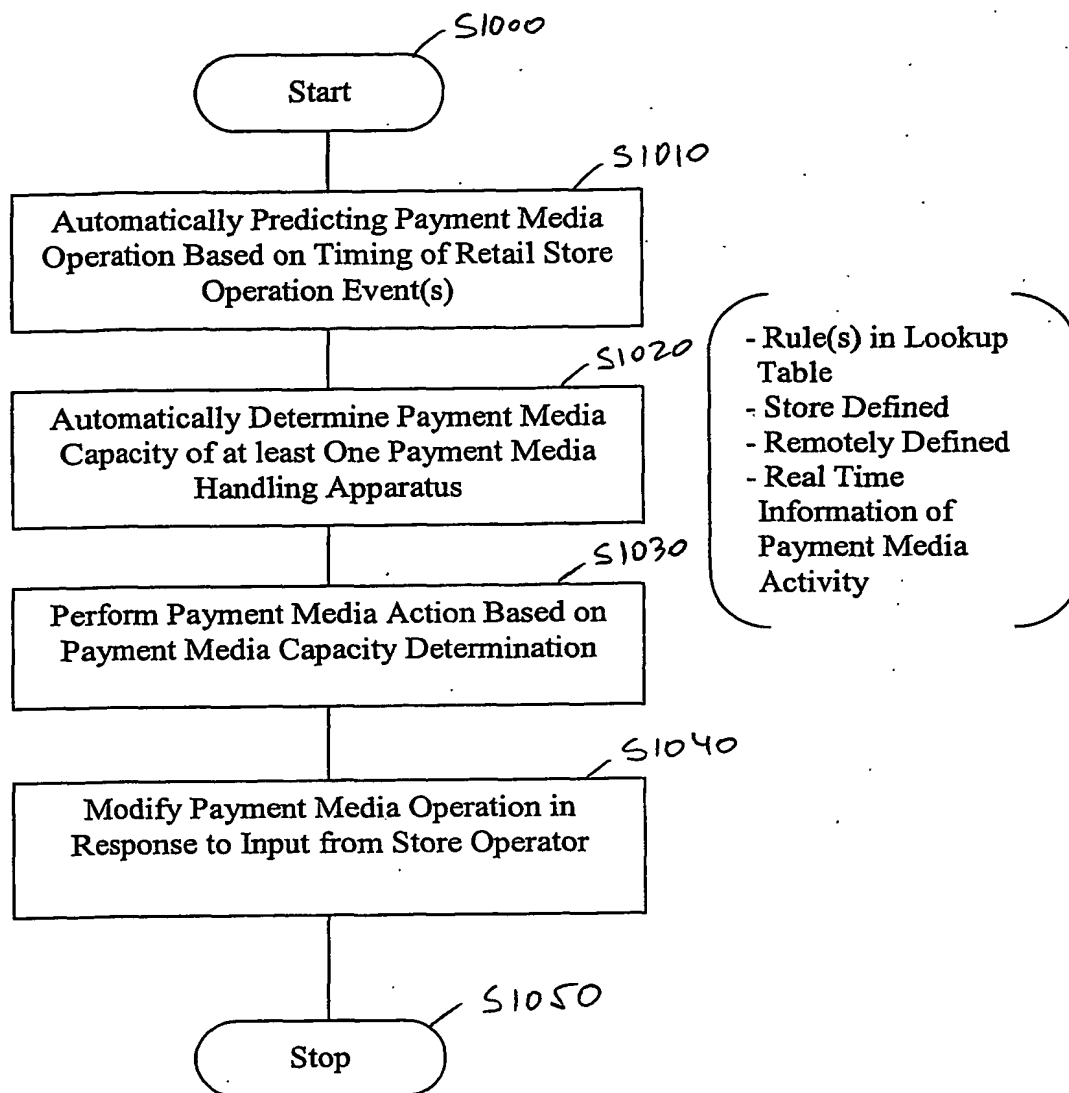 S1000
Start
S1010
Automatically Predicting Payment Media
Operation Based on Timing of Retail Store
Operation Event(s)
S1020
Automatically Determine Payment Media
Capacity of at least One Payment Media
Handling Apparatus
- Rule(s) in Lookup
Table
- Store Defined
- Remotely Defined
- Real Time
Information of
Payment Media
Activity
S1030
Perform Payment Media Action Based on
Payment Media Capacity Determination
S1040
Modify Payment Media Operation in
Response to Input from Store Operator
S1050
Stop